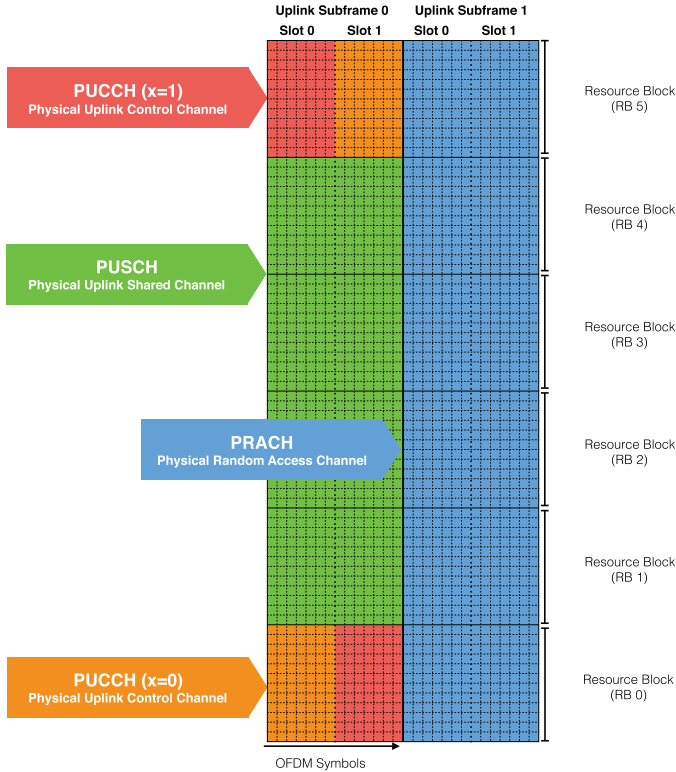 Uplink Subframe 0 Uplink Subframe 1
Slot 0 Slot 1 Slot 0 Slot 1
PUCCH (x=1)
Physical Uplink Control Channel
Resource Block
(RB 5)
Resource Block
(RB 4)
PUSCH
Physical Uplink Shared Channel
Resource Block
(RB 3)
PRACH
Physical Random Access Channel
Resource Block
(RB 2)
Resource Block
(RB 1)
PUCCH (x=0)
Physical Uplink Control Channel
Resource Block
(RB 0)
OFDM Symbols